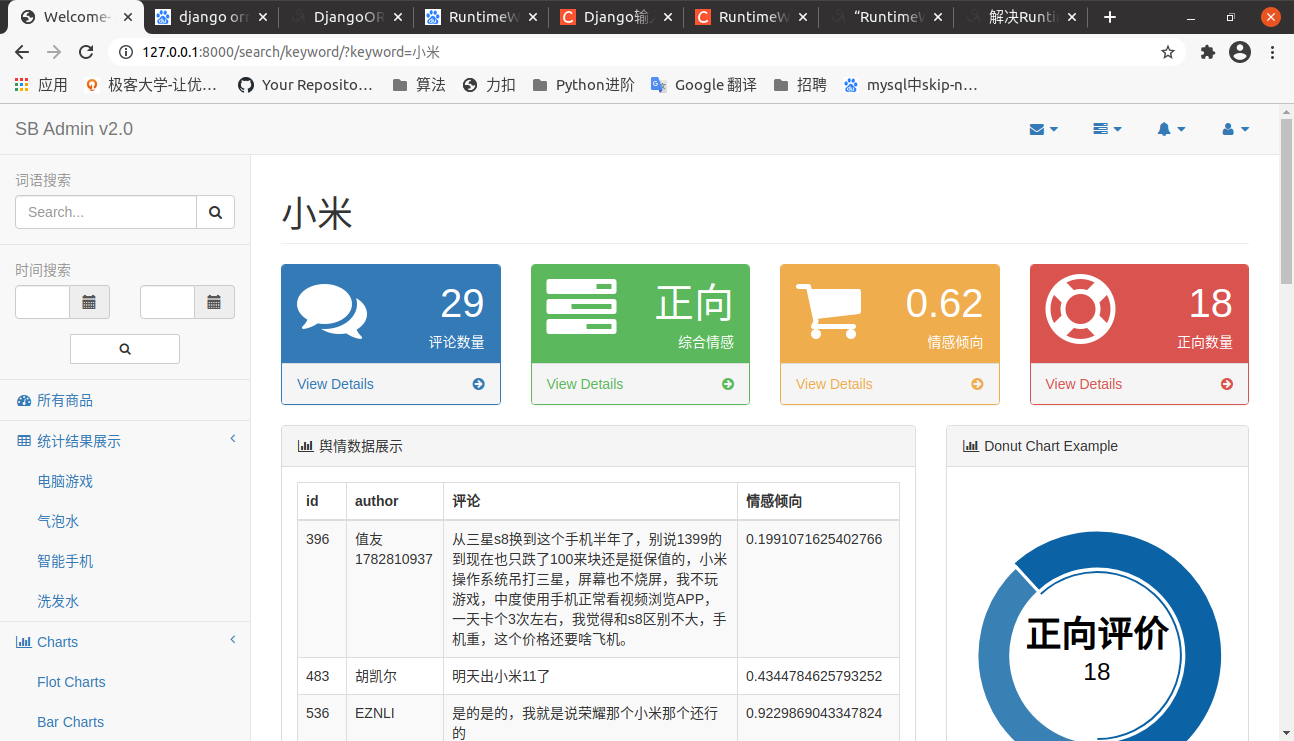 Welcome-
django orr
DjangoOR
RuntimeW
Django输
RuntimeW
“Runtime
解决Runti
127.0.0.1:8000/search/keyword/?keyword=小米
应用
极客大学-让优…
Your Reposito…
算法
力扣
Python进阶
Google 翻译
招聘
mysql中skip-n…
SB Admin v2.0
词语搜索
Search...
时间搜索
所有商品
统计结果展示
电脑游戏
气泡水
智能手机
洗发水
Charts
Flot Charts
Bar Charts
小米
29
评论数量
View Details
正向
综合情感
View Details
0.62
情感倾向
View Details
18
正向数量
View Details
舆情数据展示
id author 评论 情感倾向
396 值友 从三星s8换到这个手机半年了，别说1399的 0.1991071625402766
1782810937 到现在也只跌了100来块还是挺保值的，小米
操作系统吊打三星，屏幕也不烧屏，我不玩
游戏，中度使用手机正常看视频浏览APP，
一天卡个3次左右，我觉得和s8区别不大，手
机重，这个价格还要啥飞机。
483 胡凯尔 明天出小米11了 0.4344784625793252
536 EZNLI 是的是的，我就是说荣耀那个小米那个还行 0.9229869043347824
的
Donut Chart Example
正向评价
18